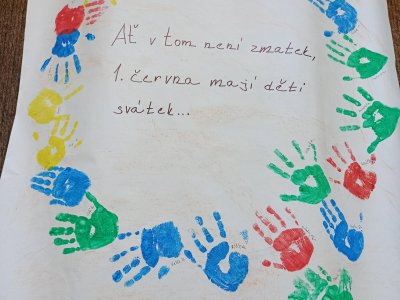 Ať v tom není zmatek,
1. června mají děti
svátek...